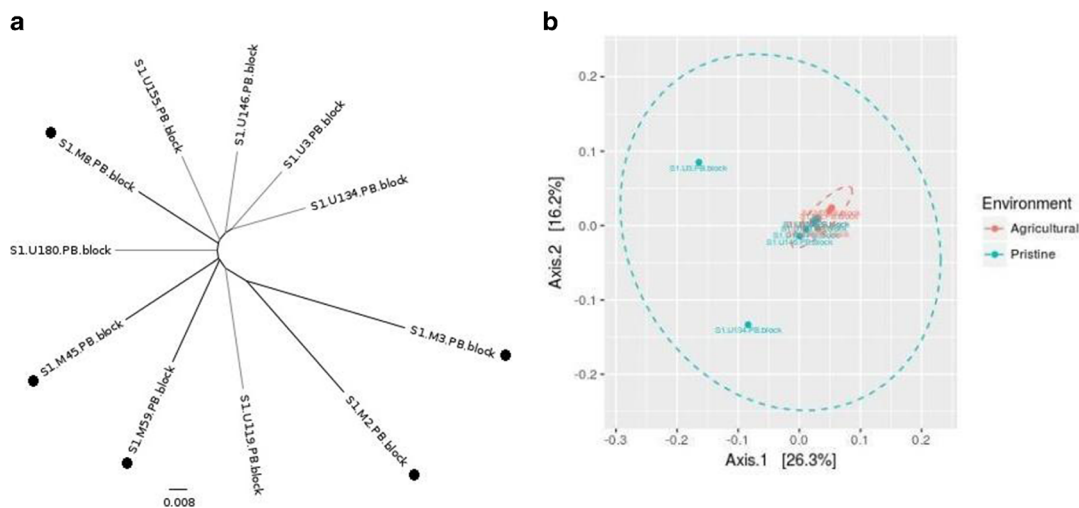 a
b
S1.U155.PB.block
S1.U146.PB.block
S1.U3.PB.block
S1.M8.PB.block
S1.U134.PB.block
S1.U180.PB.block
S1.M3.PB.block
S1.M45.PB.block
S1.M59.PB.block
S1.U119.PB.block
S1.M2.PB.block
0.008
Axis.2 [16.2%]
0.2
0.1
0.0
-0.1
-0.2
S1.U3.PB.block
S1.U134.PB.block
-0.3
-0.2
-0.1
0.0
0.1
0.2
Axis.1 [26.3%]
Environment
Agricultural
Pristine